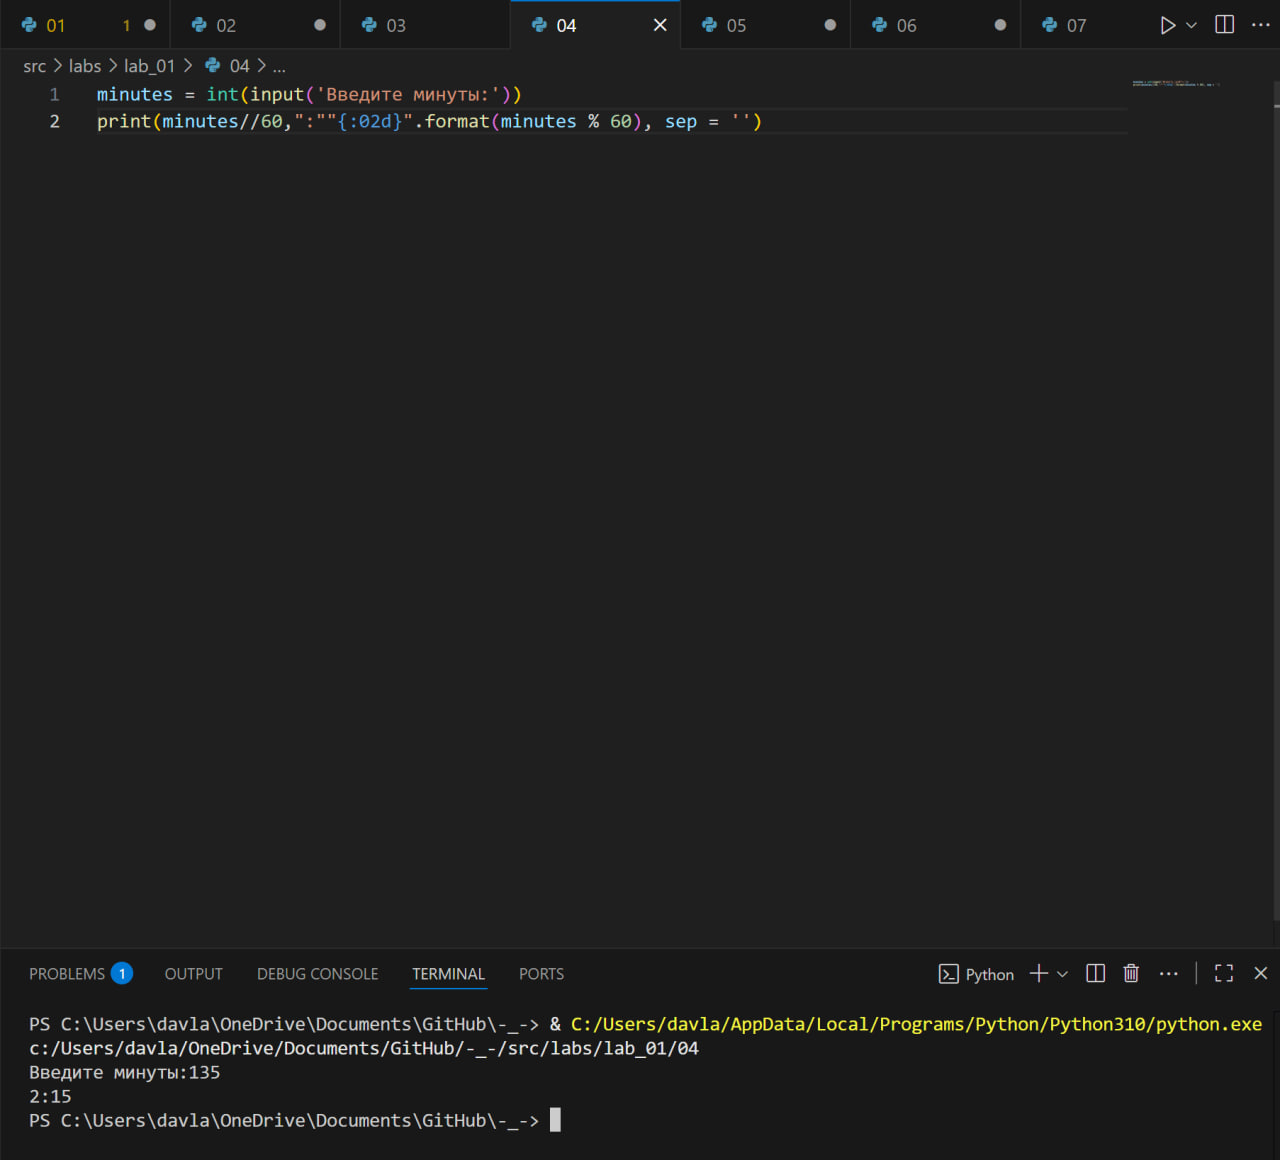 01 1 02 03 04 05 06 07
src > labs > lab_01 > 04 > ...
1 minutes = int(input('Введите минуты:'))
2 print(minutes//60,":""{:02d}".format(minutes % 60), sep = '')
PROBLEMS 1 OUTPUT DEBUG CONSOLE TERMINAL PORTS Python
PS C:\Users\davla\OneDrive\Documents\GitHub\-_-> & C:/Users/davla/AppData/Local/Programs/Python/Python310/python.exe
c:/Users/davla/OneDrive/Documents/GitHub/-_-/src/labs/lab_01/04
Введите минуты:135
2:15
PS C:\Users\davla\OneDrive\Documents\GitHub\-_->